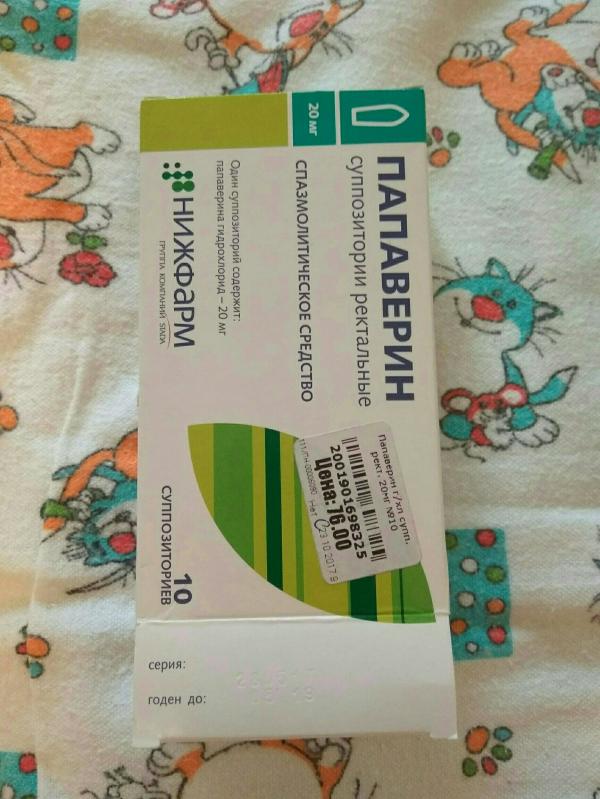 20 мг
ПАПАВЕРИН
суппозитории ректальные
СПАЗМОЛИТИЧЕСКОЕ СРЕДСТВО
Один суппозиторий содержит:
папаверина гидрохлорид – 20 мг
НИЖФАРМ
ГРУППА КОМПАНИЙ STADA
Папаверин г/хл супп.
рект. 20мг №10
2001901698325
Цена:76.00
10
СУППОЗИТОРИЕВ
серия:
годен до: